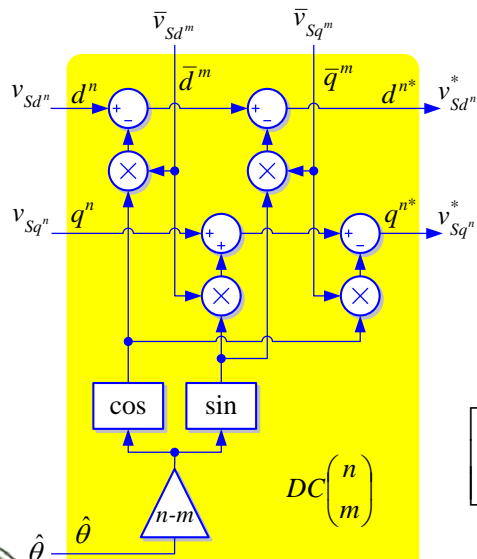 v̄_{Sd^m} v̄_{Sq^m}
d̄^m q̄^m
v_{Sd^n} d^n + − + − d^{n*} v^*_{Sd^n}
× ×
v_{Sq^n} q^n + + + − q^{n*} v^*_{Sq^n}
× ×
cos sin
n-m DC(n m)
θ̂ θ̂